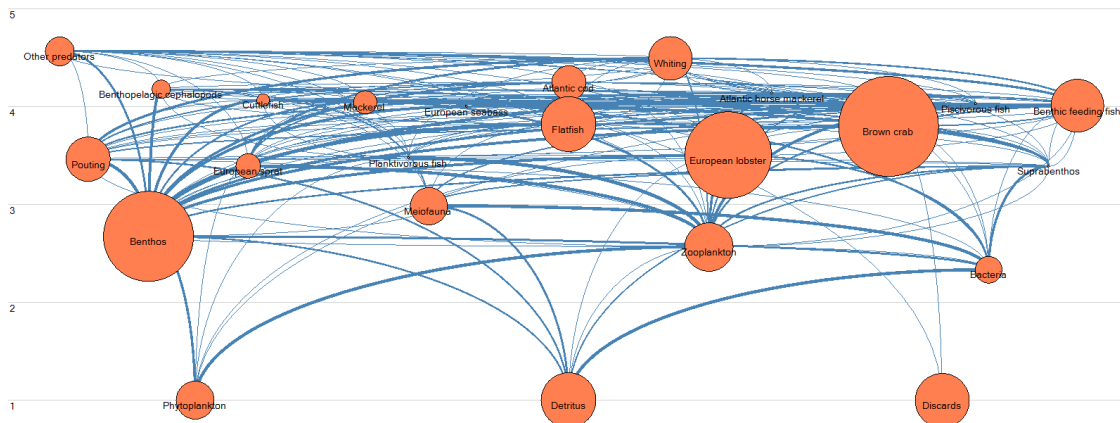 5
Other predators
Whiting
Atlantic cod
Benthopelagic cephalopods
Cuttlefish
Mackerel
European seabass
Atlantic horse mackerel
Piscivorous fish
Benthic feeding fish
4
Flatfish
Brown crab
Pouting
European sprat
Planktivorous fish
European lobster
Suprabenthos
3
Meiofauna
Benthos
Zooplankton
Bacteria
2
1
Phytoplankton
Detritus
Discards